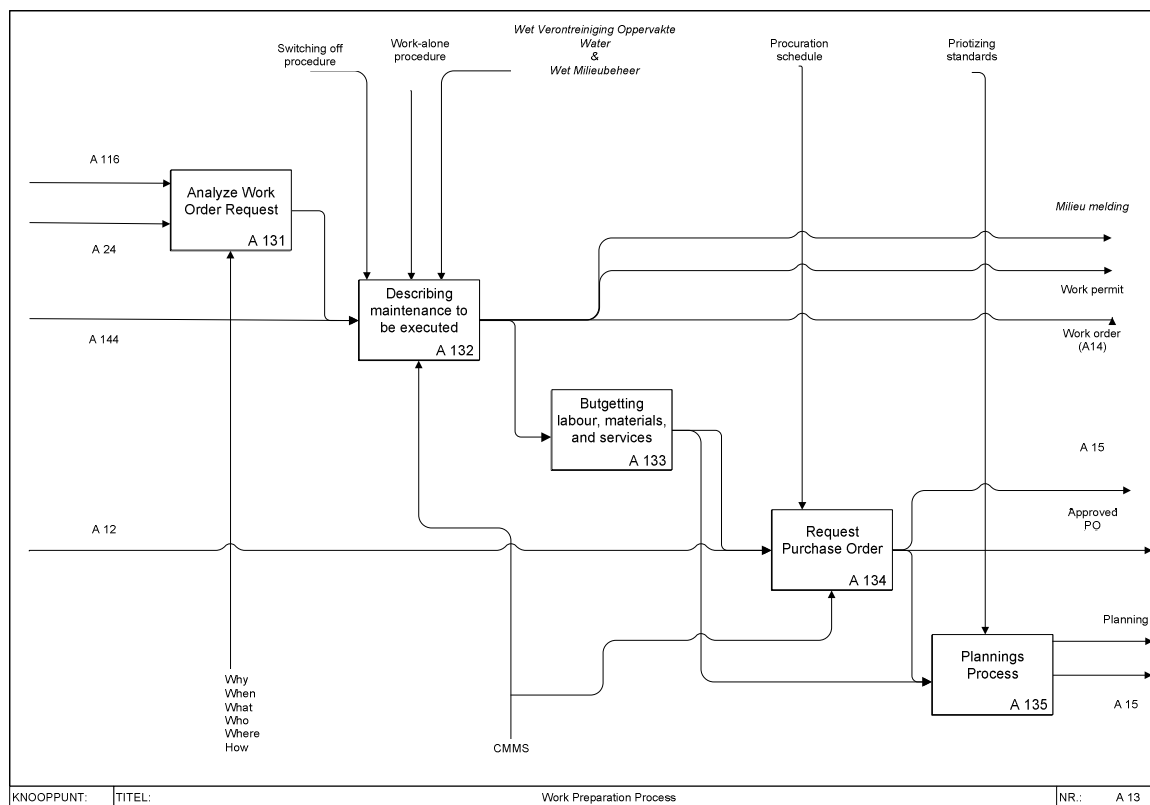 Switching off
procedure
Work-alone
procedure
Wet Verontreiniging Oppervakte
Water
&
Wet Milieubeheer
Procuration
schedule
Priotizing
standards
A 116
Analyze Work
Order Request
A 131
A 24
Milieu melding
Describing
maintenance to
be executed
A 132
Work permit
A 144
Work order
(A14)
Butgetting
labour, materials,
and services
A 133
A 15
A 12
Request
Purchase Order
A 134
Approved
PO
Planning
Plannings
Process
A 135
A 15
Why
When
What
Who
Where
How
CMMS
KNOOPPUNT:
TITEL:
Work Preparation Process
NR.: A 13